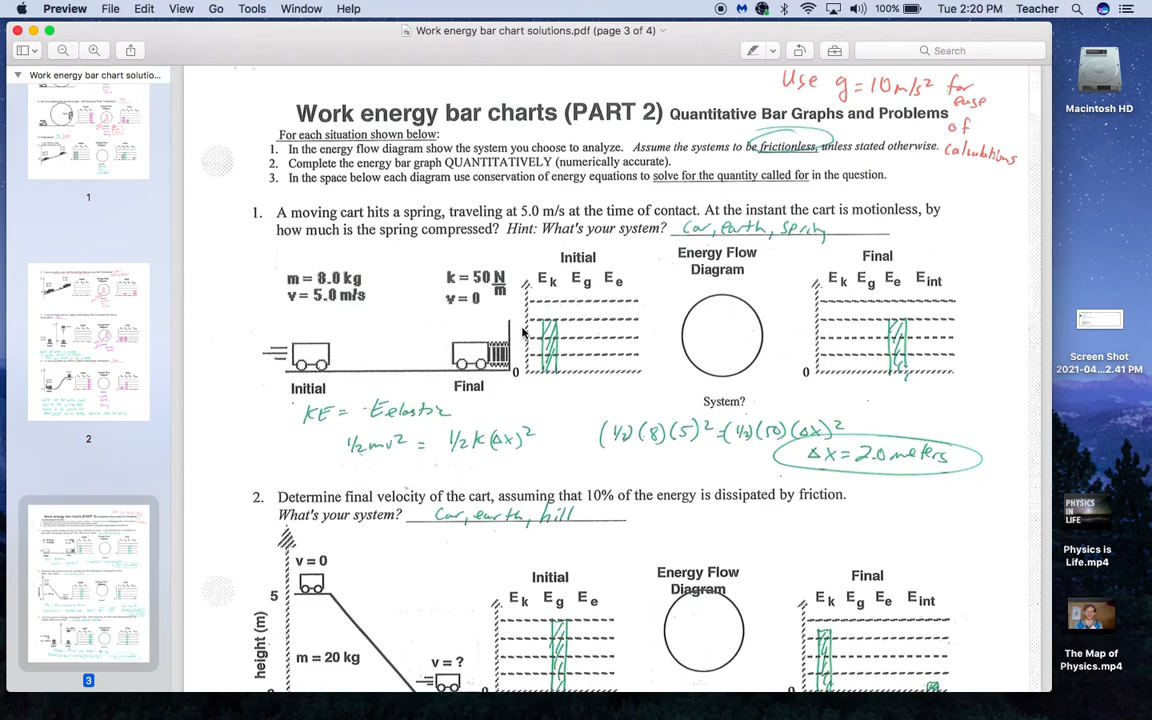 Preview File Edit View Go Tools Window Help 100% Tue 2:20 PM Teacher
Work energy bar chart solutions.pdf (page 3 of 4)
Search
Work energy bar chart solutio...
1
2
3
Use g = 10 m/s² for
ease
of
calculations
Work energy bar charts (PART 2) Quantitative Bar Graphs and Problems
For each situation shown below:
1. In the energy flow diagram show the system you choose to analyze. Assume the systems to be frictionless, unless stated otherwise.
2. Complete the energy bar graph QUANTITATIVELY (numerically accurate).
3. In the space below each diagram use conservation of energy equations to solve for the quantity called for in the question.
1. A moving cart hits a spring, traveling at 5.0 m/s at the time of contact. At the instant the cart is motionless, by
how much is the spring compressed? Hint: What's your system? car, earth, spring
Initial
Energy Flow
Diagram
Final
Ek Eg Ee
Ek Eg Ee Eint
m = 8.0 kg
v = 5.0 m/s
k = 50 N/m
v = 0
0
0
Initial
Final
System?
KE = Eelastic
1/2 mv² = 1/2 k(Δx)²
(1/2)(8)(5)² = (1/2)(50)(Δx)²
Δx = 2.0 meters
2. Determine final velocity of the cart, assuming that 10% of the energy is dissipated by friction.
What's your system? Car, earth, hill
v = 0
Initial
Energy Flow
Diagram
Final
Ek Eg Ee
Ek Eg Ee Eint
5
height (m)
m = 20 kg
v = ?
0
0
Macintosh HD
Screen Shot
2021-04...2.41 PM
PHYSICS
IN
LIFE
Physics is
Life.mp4
The Map of
Physics.mp4